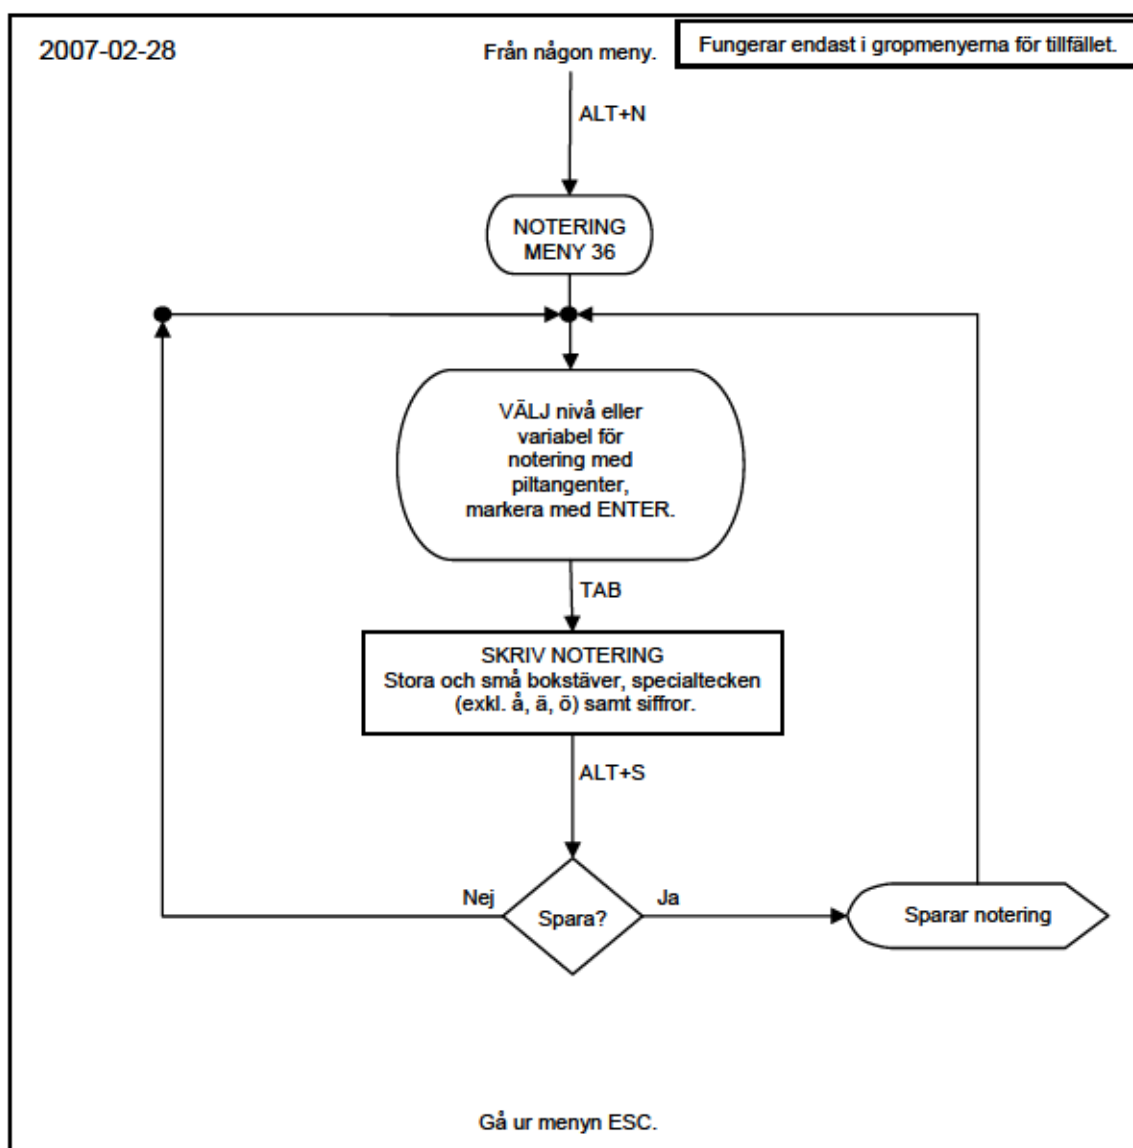 2007-02-28
Från någon meny.
Fungerar endast i gropmenyerna för tillfället.
ALT+N
NOTERING
MENY 36
VÄLJ nivå eller
variabel för
notering med
piltangenter,
markera med ENTER.
TAB
SKRIV NOTERING
Stora och små bokstäver, specialtecken
(exkl. å, ä, ö) samt siffror.
ALT+S
Nej
Spara?
Ja
Sparar notering
Gå ur menyn ESC.